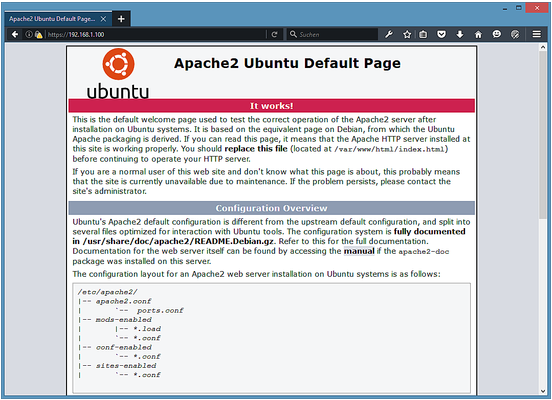 Apache2 Ubuntu Default Page...
https://192.168.1.100
Suchen
ubuntu
Apache2 Ubuntu Default Page
It works!
This is the default welcome page used to test the correct operation of the Apache2 server after
installation on Ubuntu systems. It is based on the equivalent page on Debian, from which the Ubuntu
Apache packaging is derived. If you can read this page, it means that the Apache HTTP server installed
at this site is working properly. You should replace this file (located at /var/www/html/index.html)
before continuing to operate your HTTP server.
If you are a normal user of this web site and don't know what this page is about, this probably means
that the site is currently unavailable due to maintenance. If the problem persists, please contact the
site's administrator.
Configuration Overview
Ubuntu's Apache2 default configuration is different from the upstream default configuration, and split into
several files optimized for interaction with Ubuntu tools. The configuration system is fully documented
in /usr/share/doc/apache2/README.Debian.gz. Refer to this for the full documentation.
Documentation for the web server itself can be found by accessing the manual if the apache2-doc
package was installed on this server.
The configuration layout for an Apache2 web server installation on Ubuntu systems is as follows:
/etc/apache2/
|-- apache2.conf
|       `-- ports.conf
|-- mods-enabled
|       |-- *.load
|       `-- *.conf
|-- conf-enabled
|       `-- *.conf
|-- sites-enabled
|       `-- *.conf